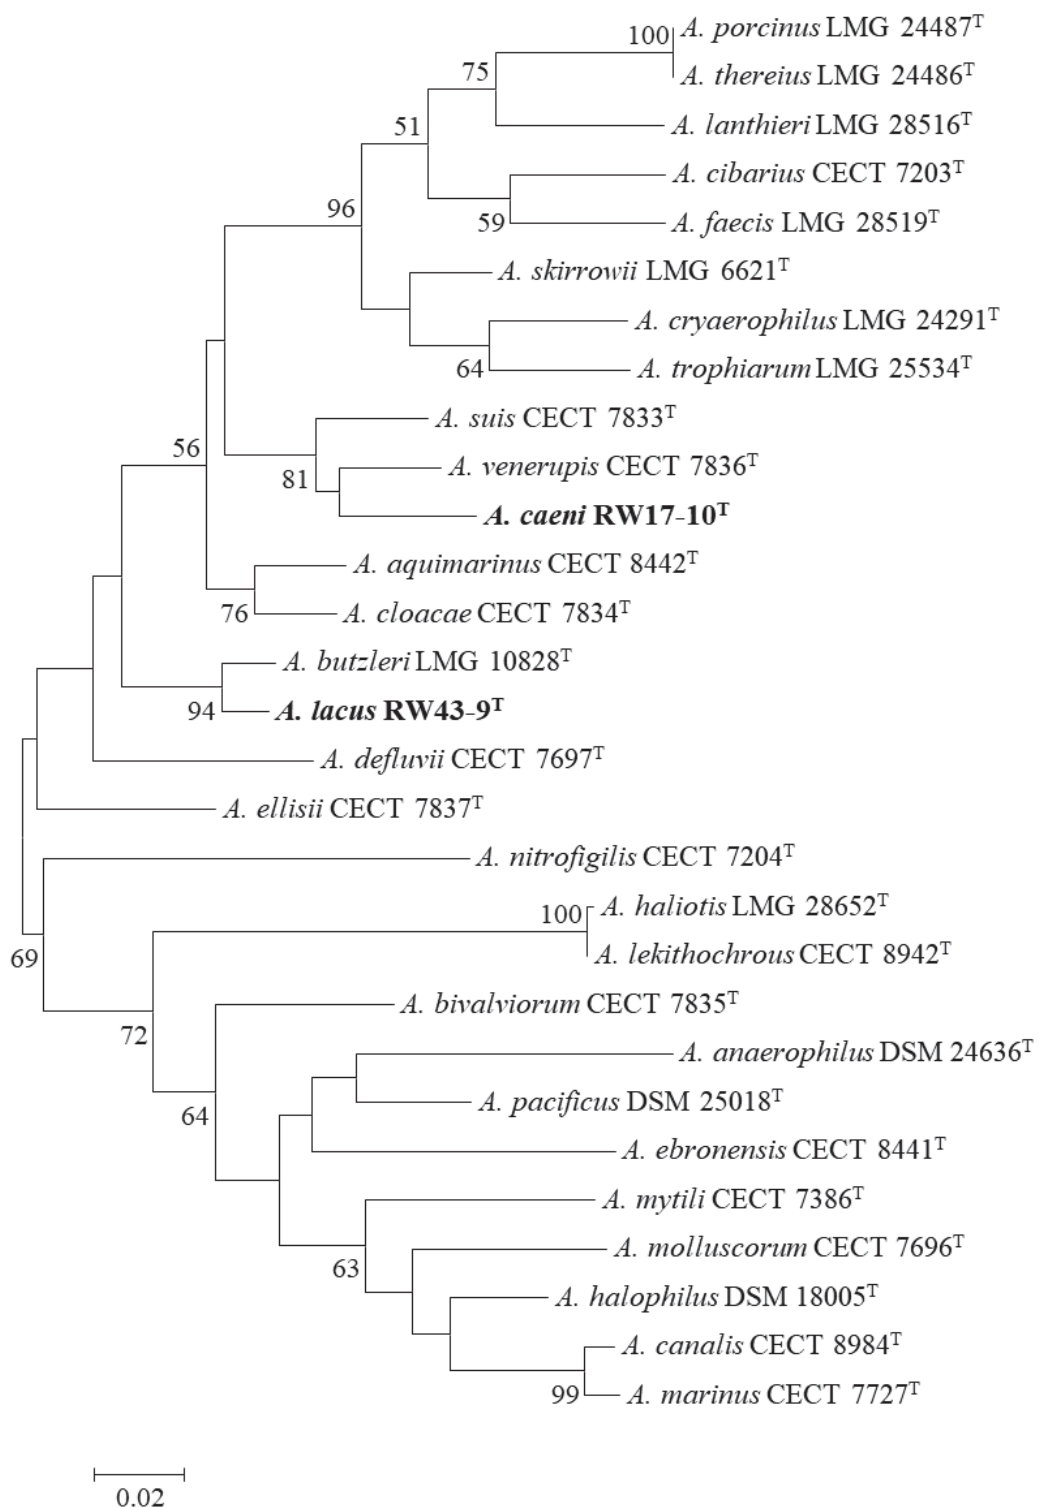 100 A. porcinus LMG 24487ᵀ
A. thereius LMG 24486ᵀ
75
A. lanthieri LMG 28516ᵀ
51
A. cibarius CECT 7203ᵀ
96
59 A. faecis LMG 28519ᵀ
A. skirrowii LMG 6621ᵀ
A. cryaerophilus LMG 24291ᵀ
64 A. trophiarum LMG 25534ᵀ
A. suis CECT 7833ᵀ
56
A. venerupis CECT 7836ᵀ
81
A. caeni RW17-10ᵀ
A. aquimarinus CECT 8442ᵀ
76 A. cloacae CECT 7834ᵀ
A. butzleri LMG 10828ᵀ
94 A. lacus RW43-9ᵀ
A. defluvii CECT 7697ᵀ
A. ellisii CECT 7837ᵀ
A. nitrofigilis CECT 7204ᵀ
100 A. haliotis LMG 28652ᵀ
69 A. lekithochrous CECT 8942ᵀ
A. bivalviorum CECT 7835ᵀ
72
A. anaerophilus DSM 24636ᵀ
A. pacificus DSM 25018ᵀ
64
A. ebronensis CECT 8441ᵀ
A. mytili CECT 7386ᵀ
A. molluscorum CECT 7696ᵀ
63
A. halophilus DSM 18005ᵀ
A. canalis CECT 8984ᵀ
99 A. marinus CECT 7727ᵀ
0.02